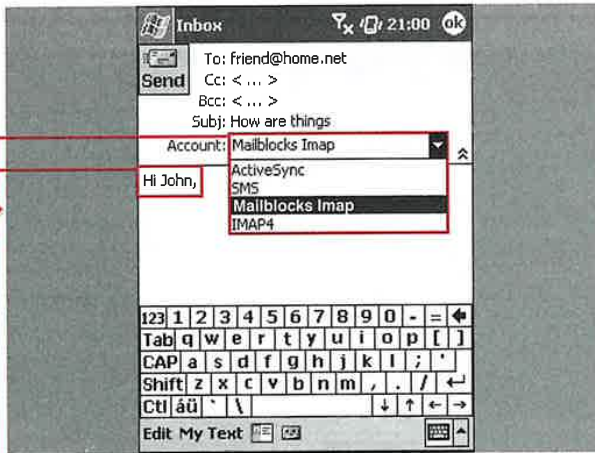 Inbox 21:00 ok
To: friend@home.net
Send Cc: < ... >
Bcc: < ... >
Subj: How are things
Account: Mailblocks Imap
ActiveSync
Hi John,
SMS
Mailblocks Imap
IMAP4
123 1 2 3 4 5 6 7 8 9 0 - =
Tab q w e r t y u i o p [ ]
CAP a s d f g h j k l ; '
Shift z x c v b n m , . /
Ctl áü ` \
Edit My Text